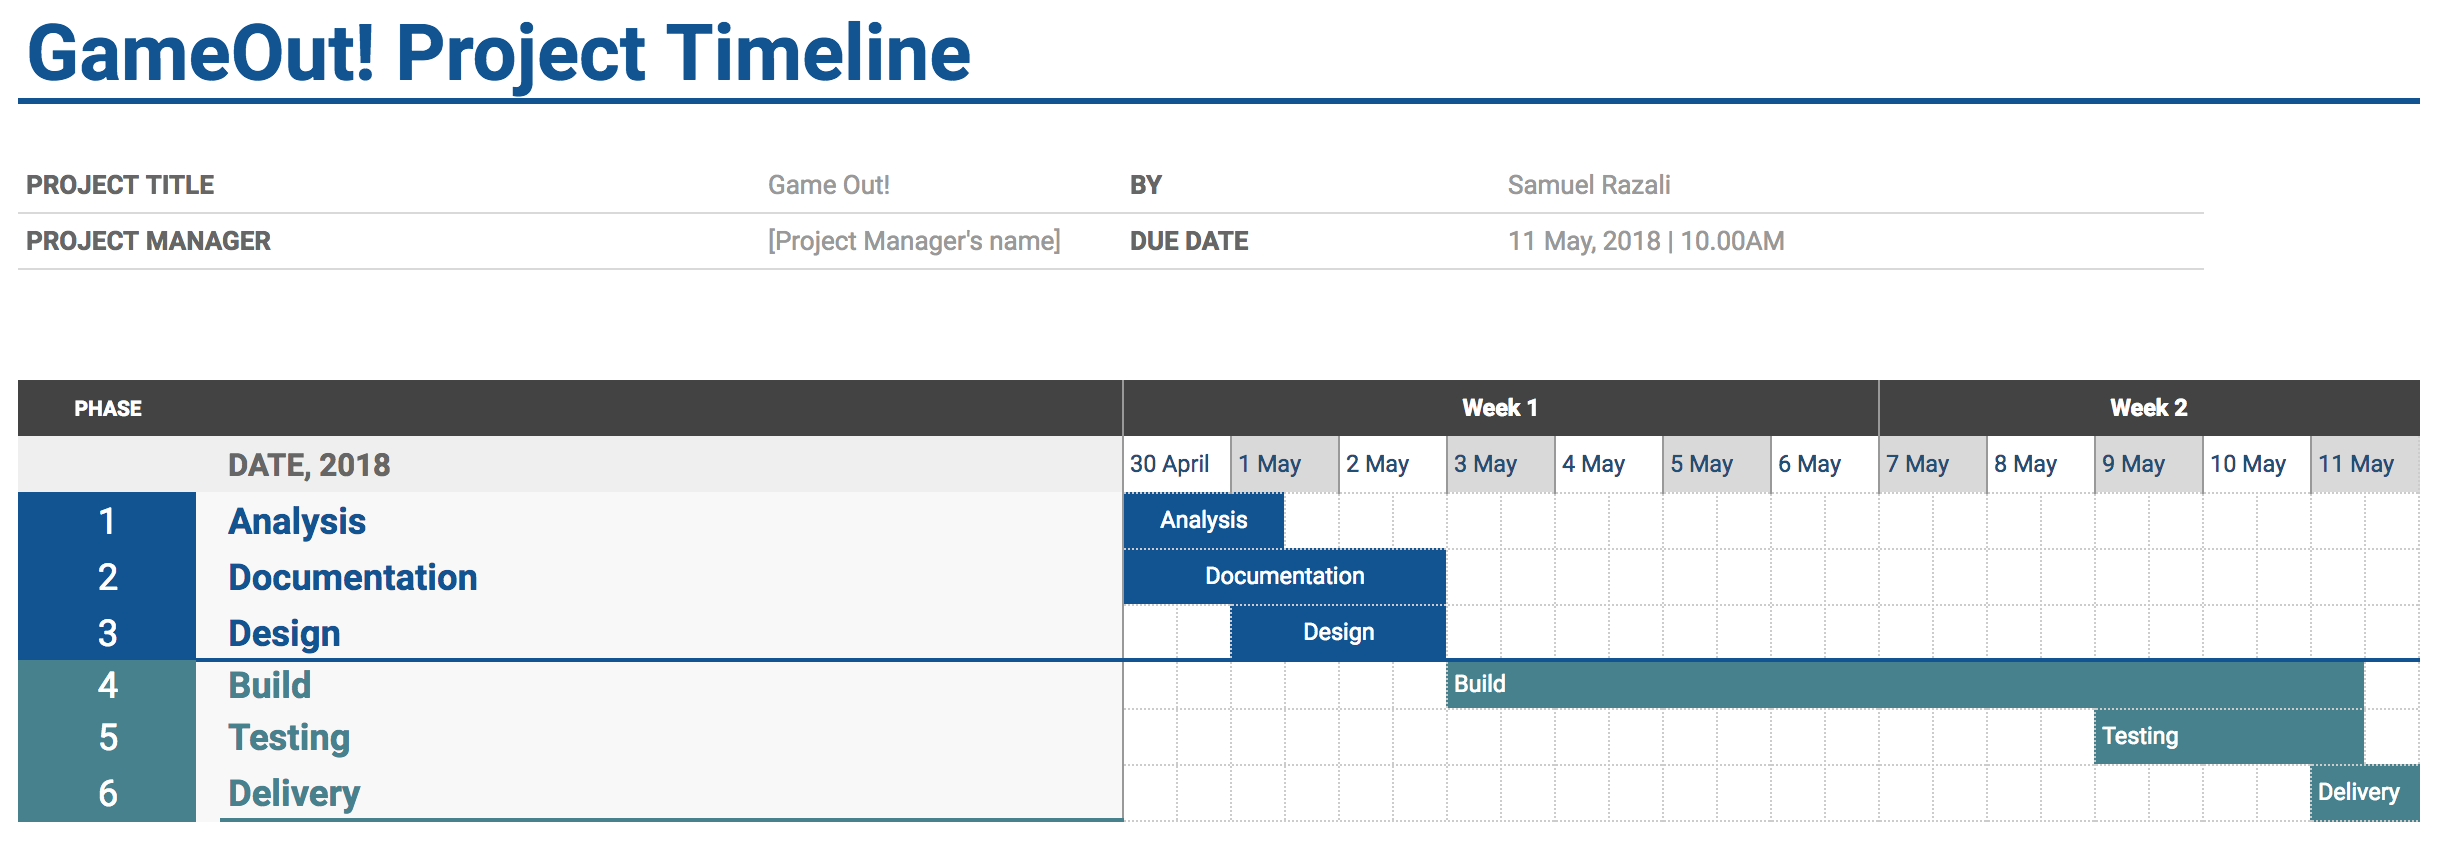 GameOut! Project Timeline
PROJECT TITLE Game Out! BY Samuel Razali
PROJECT MANAGER [Project Manager's name] DUE DATE 11 May, 2018 | 10.00AM
PHASE Week 1 Week 2
DATE, 2018 30 April 1 May 2 May 3 May 4 May 5 May 6 May 7 May 8 May 9 May 10 May 11 May
1 Analysis Analysis
2 Documentation Documentation
3 Design Design
4 Build Build
5 Testing Testing
6 Delivery Delivery